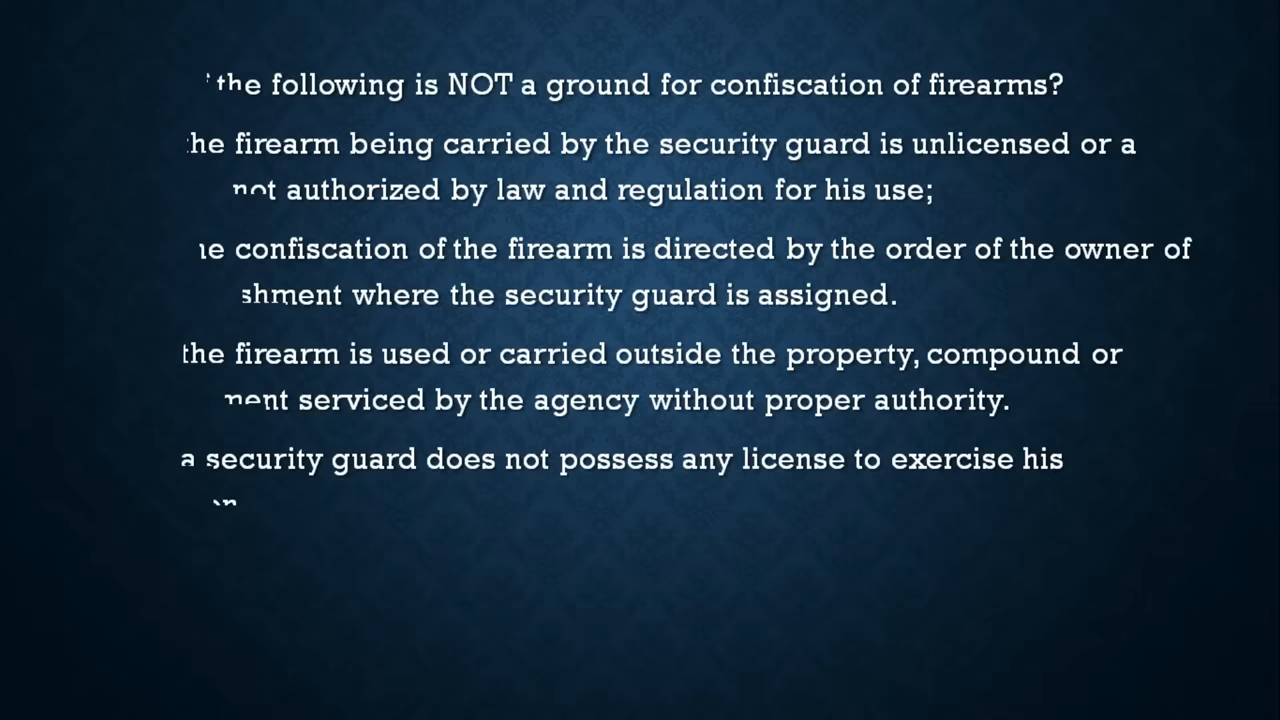 the following is NOT a ground for confiscation of firearms?
the firearm being carried by the security guard is unlicensed or a
not authorized by law and regulation for his use;
confiscation of the firearm is directed by the order of the owner of
shment where the security guard is assigned.
the firearm is used or carried outside the property, compound or
ment serviced by the agency without proper authority.
a security guard does not possess any license to exercise his